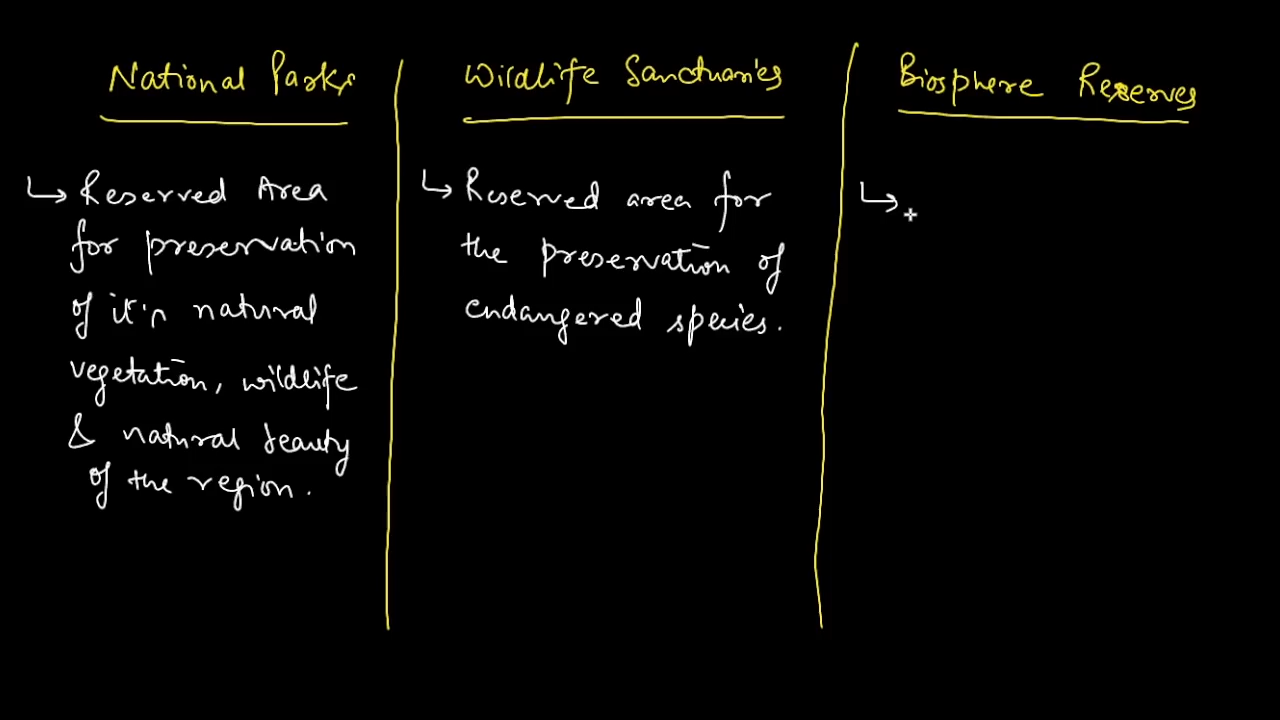 National Parks
Wildlife Sanctuaries
Biosphere Reserves
↳ Reserved Area
for preservation
of it's natural
vegetation, wildlife
& natural beauty
of the region.
↳ Reserved area for
the preservation of
endangered species.
↳